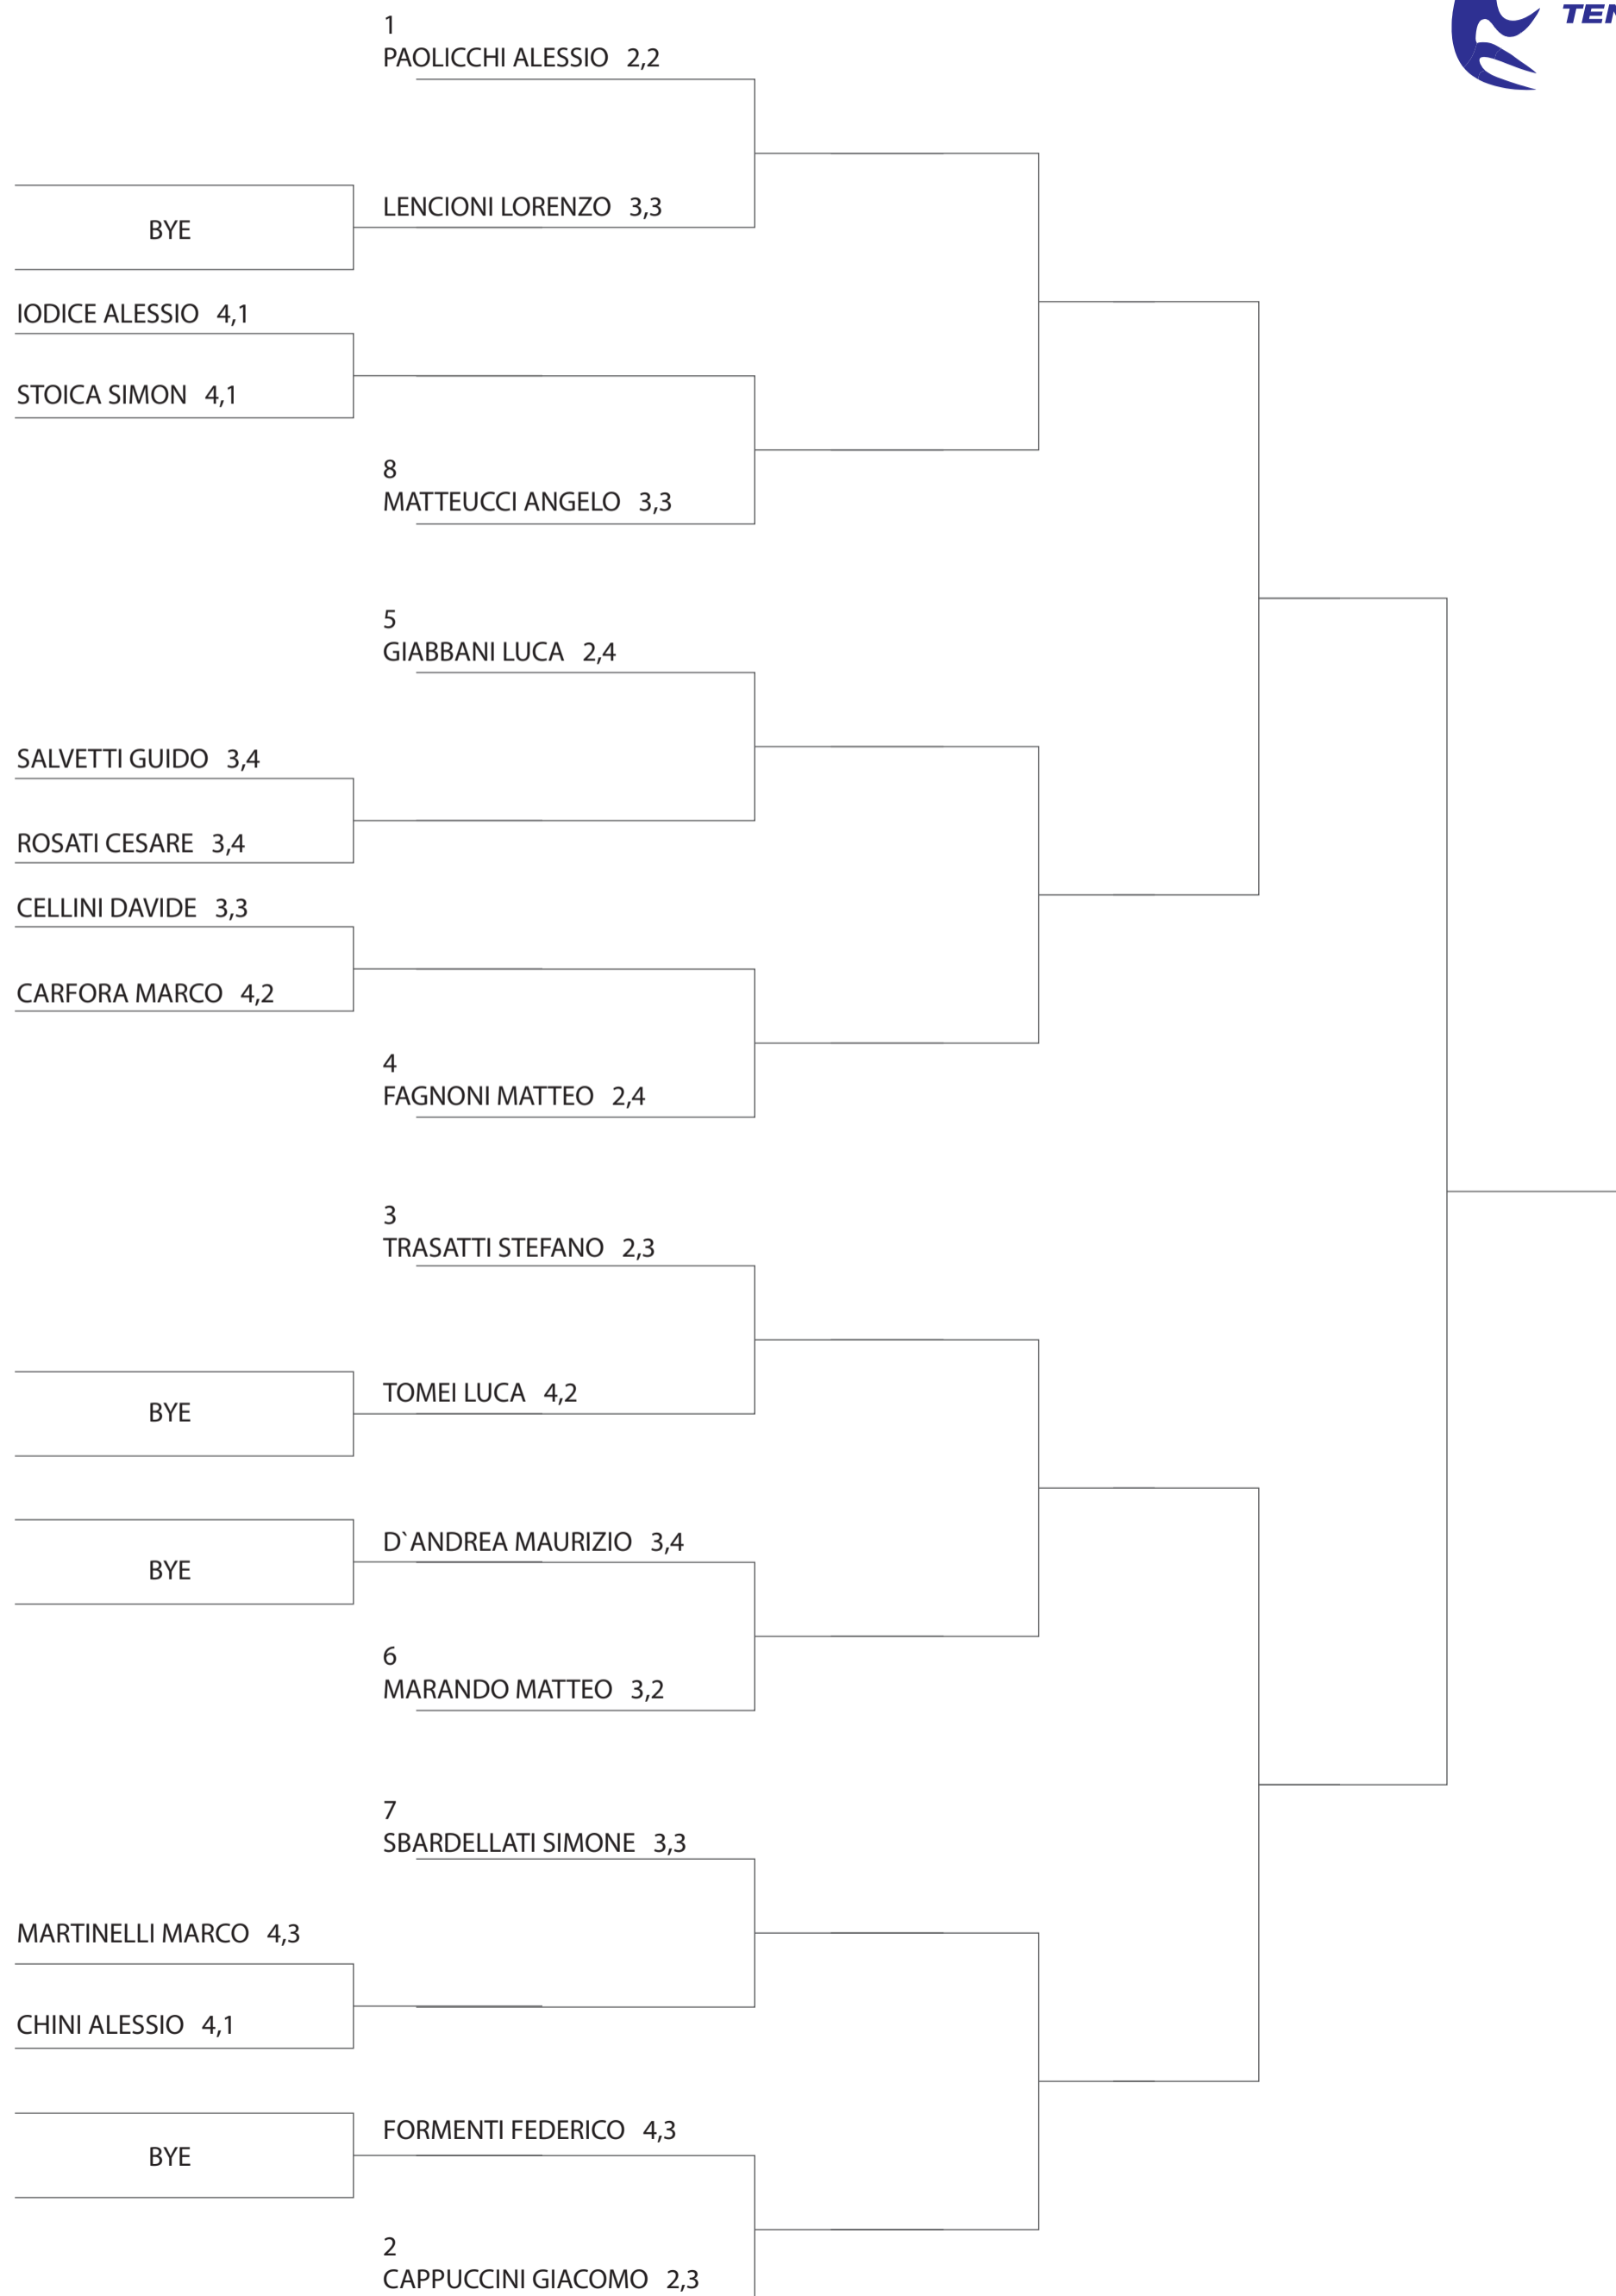 1
PAOLICCHI ALESSIO 2,2
LENCIONI LORENZO 3,3
BYE
IODICE ALESSIO 4,1
STOICA SIMON 4,1
8
MATTEUCCI ANGELO 3,3
5
GIABBANI LUCA 2,4
SALVETTI GUIDO 3,4
ROSATI CESARE 3,4
CELLINI DAVIDE 3,3
CARFORA MARCO 4,2
4
FAGNONI MATTEO 2,4
3
TRASATTI STEFANO 2,3
TOMEI LUCA 4,2
BYE
D`ANDREA MAURIZIO 3,4
BYE
6
MARANDO MATTEO 3,2
7
SBARDELLATI SIMONE 3,3
MARTINELLI MARCO 4,3
CHINI ALESSIO 4,1
FORMENTI FEDERICO 4,3
BYE
2
CAPPUCCINI GIACOMO 2,3